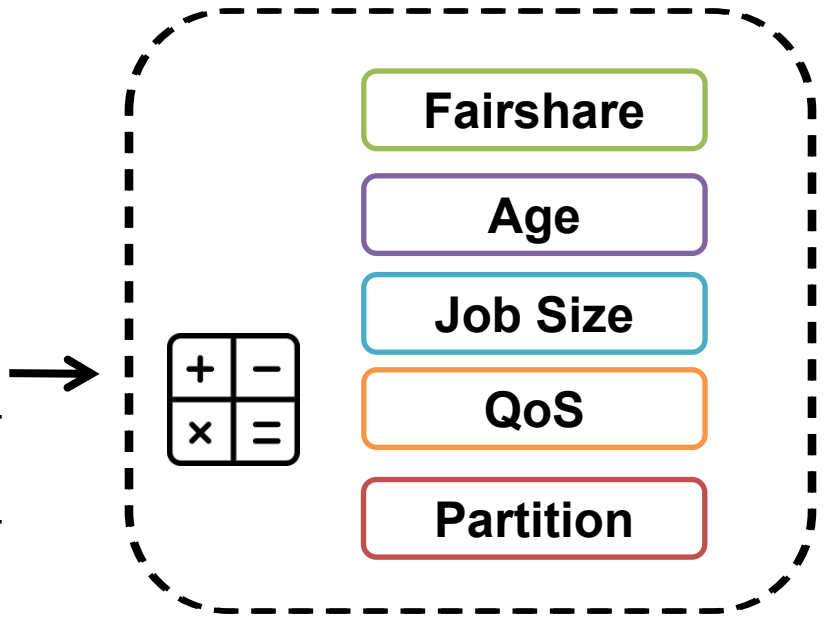 Fairshare
Age
Job Size
QoS
Partition
+ −
× =